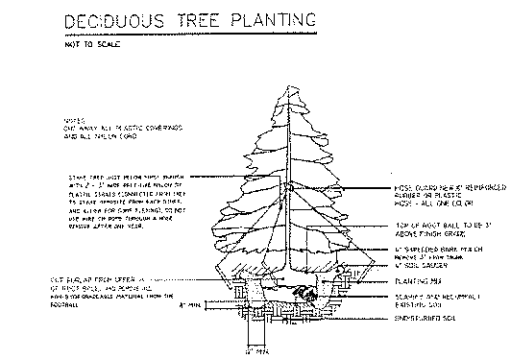 DECIDUOUS TREE PLANTING
NOT TO SCALE
NOTES
CUT AWAY ALL PLASTIC COVERINGS
AND ALL NYLON CORD
STAKE TREE JUST BELOW FIRST BRANCH
WITH 2 - 3" WIDE BELT-LIKE NYLON OR
PLASTIC STRAPS CONNECTED FROM TREE
TO STAKE OPPOSITE FROM EACH OTHER
AND ALLOW FOR SOME FLEXING. DO NOT
USE WIRE OR ROPE THROUGH A HOSE
REMOVE AFTER ONE YEAR.
CUT BURLAP FROM UPPER
OF ROOT BALL, AND REMOVE ALL
NON-BIODEGRADABLE MATERIAL FROM THE
ROOTBALL
6" MIN.
12" MIN.
HOSE GUARD NEW REINFORCED
RUBBER OR PLASTIC
HOSE - ALL ONE COLOR
TOP OF ROOT BALL TO BE 3"
ABOVE FINISH GRADE
4" SHREDDED BARK MULCH
REMOVE 3" FROM TRUNK
4" SOIL SAUCER
PLANTING MIX
SCARIFY AND RECOMPACT
EXISTING SOIL
UNDISTURBED SOIL